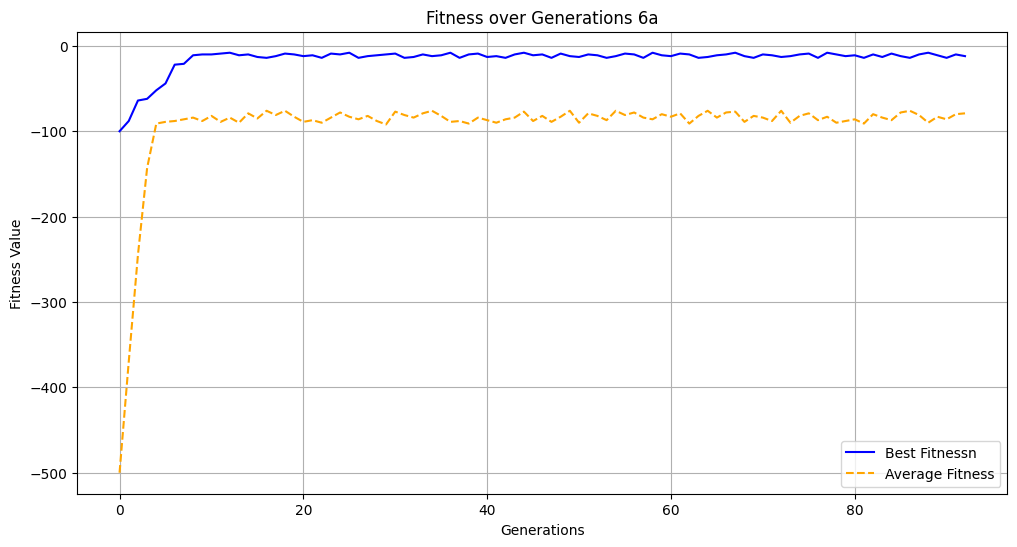 Fitness over Generations 6a
Fitness Value
0
−100
−200
−300
−400
−500
0 20 40 60 80
Generations
Best Fitnessn
Average Fitness